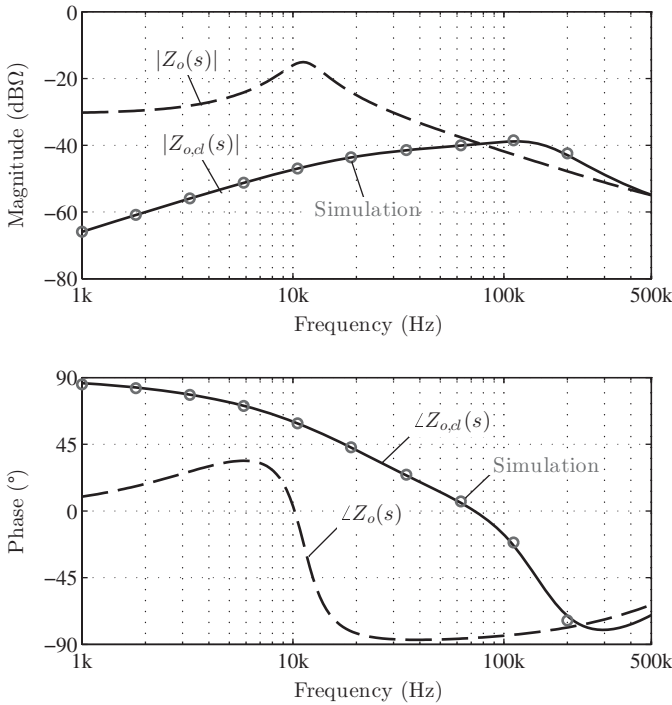 0
−20
−40
−60
−80
Magnitude (dBΩ)
|Z_o(s)|
|Z_{o,cl}(s)|
Simulation
1k 10k 100k 500k
Frequency (Hz)
90
45
0
−45
−90
Phase (°)
∠Z_{o,cl}(s)
Simulation
∠Z_o(s)
1k 10k 100k 500k
Frequency (Hz)